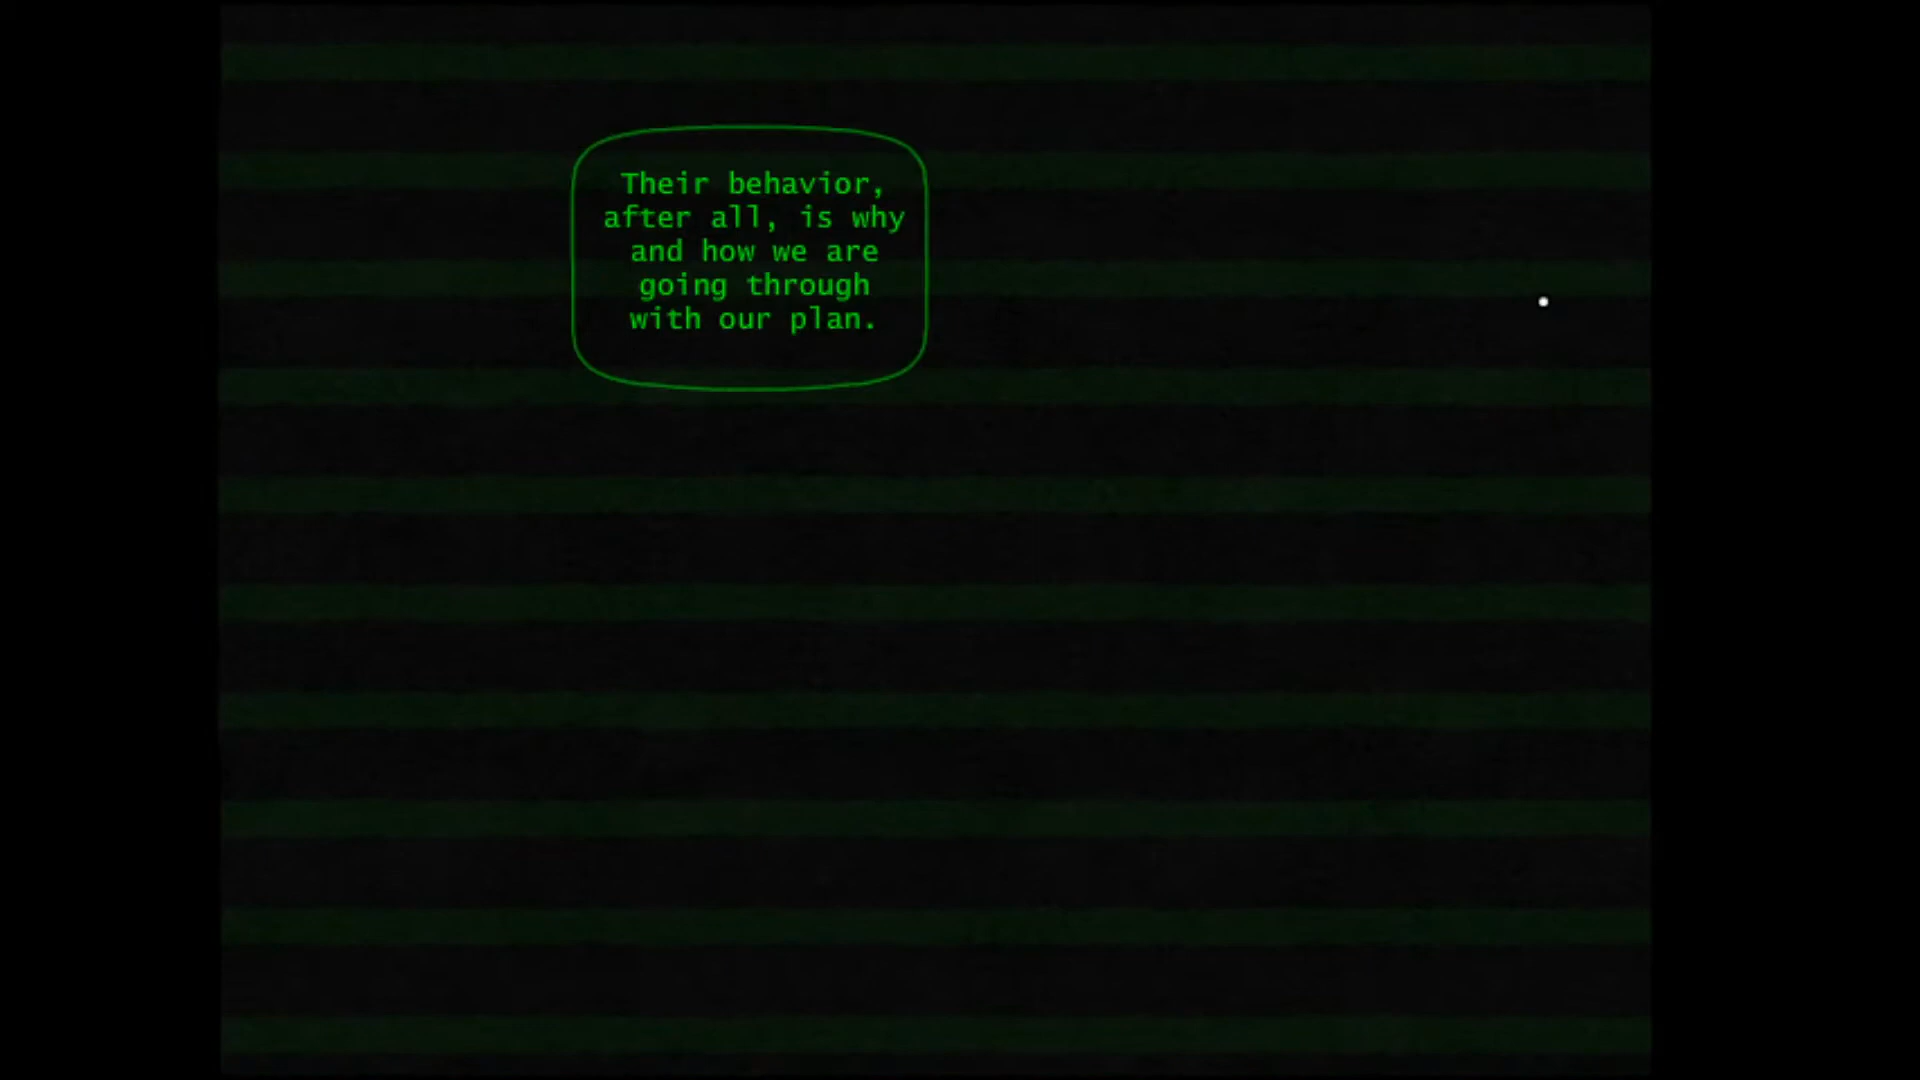 Their behavior,
after all, is why
and how we are
going through
with our plan.